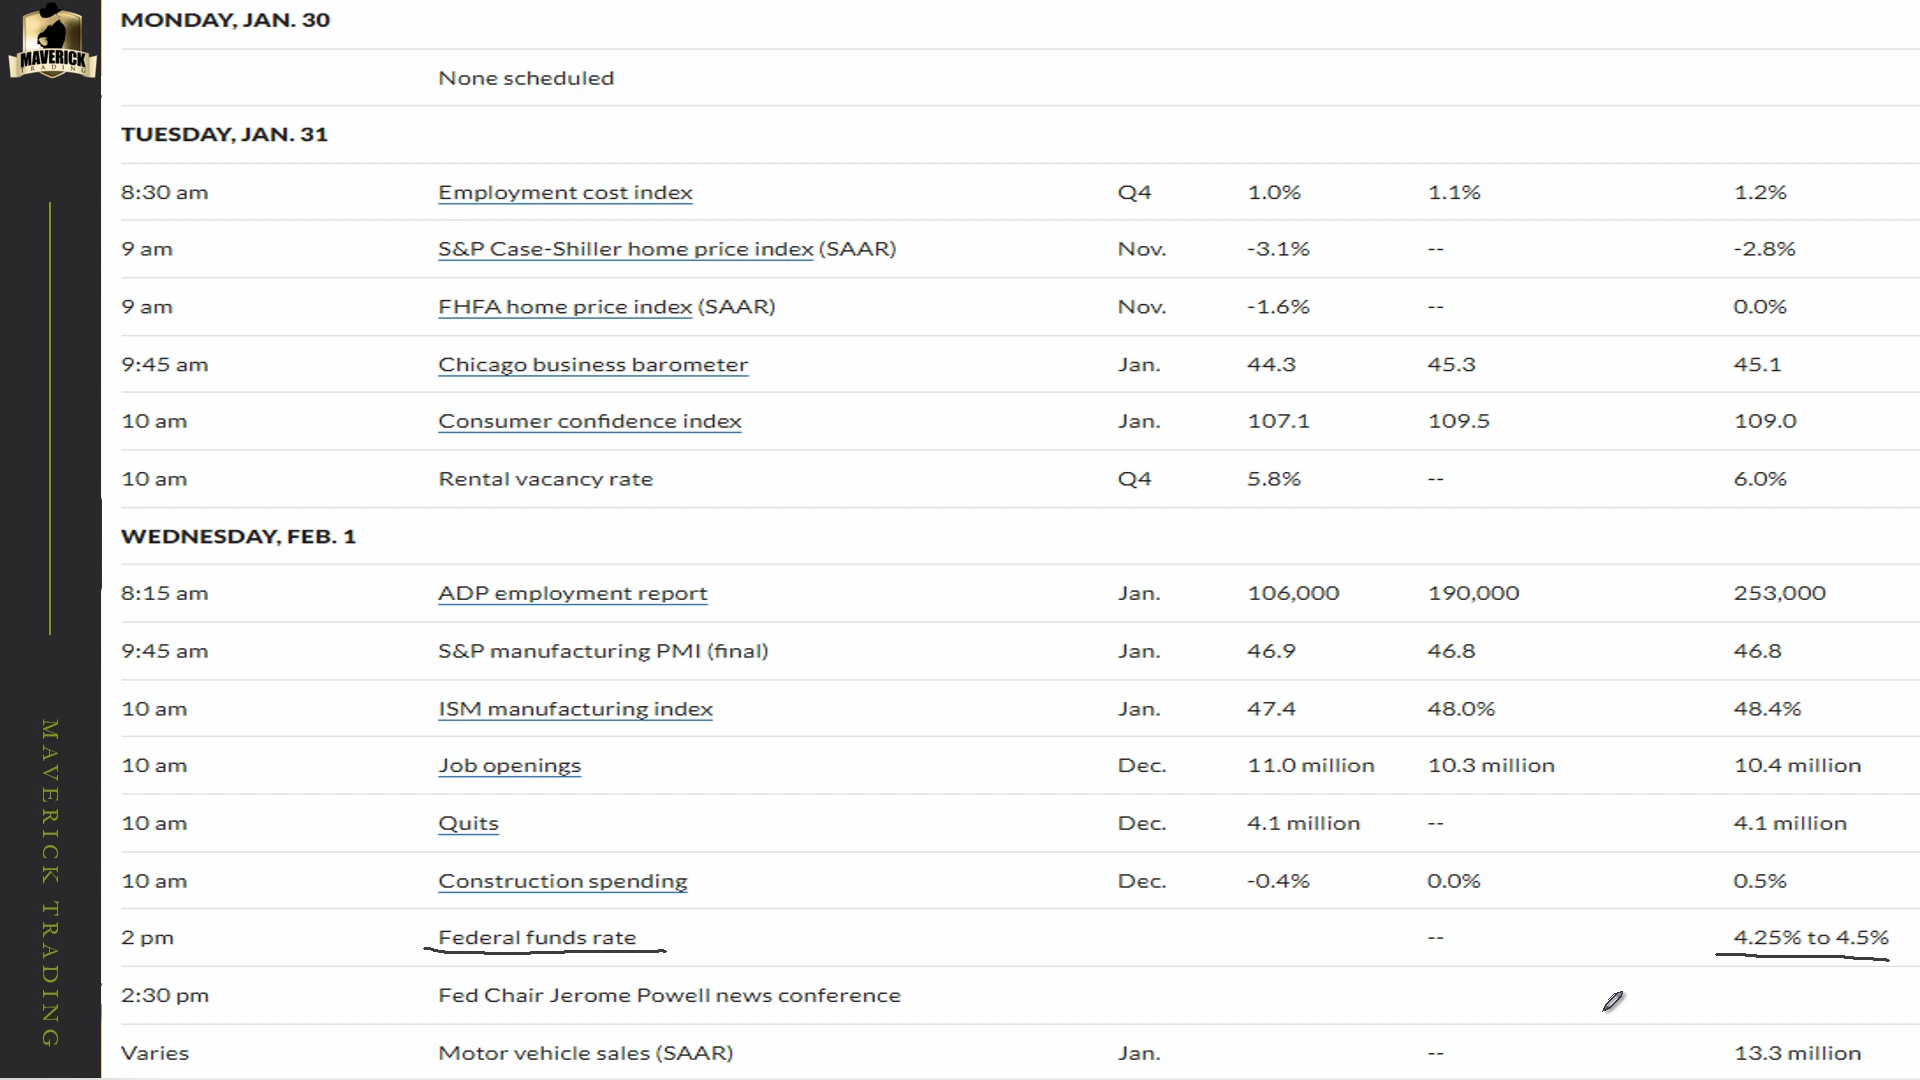 MAVERICK
TRADING
MONDAY, JAN. 30
None scheduled
TUESDAY, JAN. 31
8:30 am Employment cost index Q4 1.0% 1.1% 1.2%
9 am S&P Case-Shiller home price index (SAAR) Nov. -3.1% -- -2.8%
9 am FHFA home price index (SAAR) Nov. -1.6% -- 0.0%
9:45 am Chicago business barometer Jan. 44.3 45.3 45.1
10 am Consumer confidence index Jan. 107.1 109.5 109.0
10 am Rental vacancy rate Q4 5.8% -- 6.0%
WEDNESDAY, FEB. 1
8:15 am ADP employment report Jan. 106,000 190,000 253,000
9:45 am S&P manufacturing PMI (final) Jan. 46.9 46.8 46.8
10 am ISM manufacturing index Jan. 47.4 48.0% 48.4%
10 am Job openings Dec. 11.0 million 10.3 million 10.4 million
10 am Quits Dec. 4.1 million -- 4.1 million
10 am Construction spending Dec. -0.4% 0.0% 0.5%
2 pm Federal funds rate -- 4.25% to 4.5%
2:30 pm Fed Chair Jerome Powell news conference
Varies Motor vehicle sales (SAAR) Jan. -- 13.3 million
MAVERICK TRADING